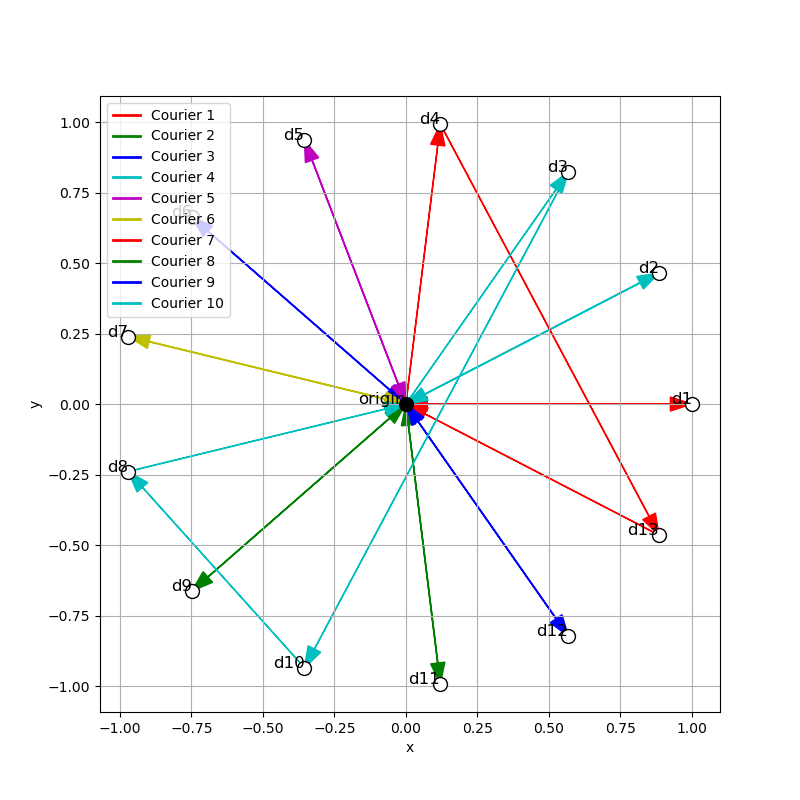 Courier 1
Courier 2
Courier 3
Courier 4
Courier 5
Courier 6
Courier 7
Courier 8
Courier 9
Courier 10
d1
d2
d3
d4
d5
d6
d7
d8
d9
d10
d11
d12
d13
origin
1.00
0.75
0.50
0.25
0.00
−0.25
−0.50
−0.75
−1.00
y
−1.00
−0.75
−0.50
−0.25
0.00
0.25
0.50
0.75
1.00
x